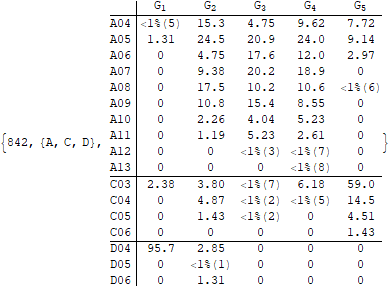 G1 G2 G3 G4 G5
A04 <1%(5) 15.3 4.75 9.62 7.72
A05 1.31 24.5 20.9 24.0 9.14
A06 0 4.75 17.6 12.0 2.97
A07 0 9.38 20.2 18.9 0
A08 0 17.5 10.2 10.6 <1%(6)
A09 0 10.8 15.4 8.55 0
A10 0 2.26 4.04 5.23 0
A11 0 1.19 5.23 2.61 0
{842, {A, C, D}, }
A12 0 0 <1%(3) <1%(7) 0
A13 0 0 0 <1%(8) 0
C03 2.38 3.80 <1%(7) 6.18 59.0
C04 0 4.87 <1%(2) <1%(5) 14.5
C05 0 1.43 <1%(2) 0 4.51
C06 0 0 0 0 1.43
D04 95.7 2.85 0 0 0
D05 0 <1%(1) 0 0 0
D06 0 1.31 0 0 0